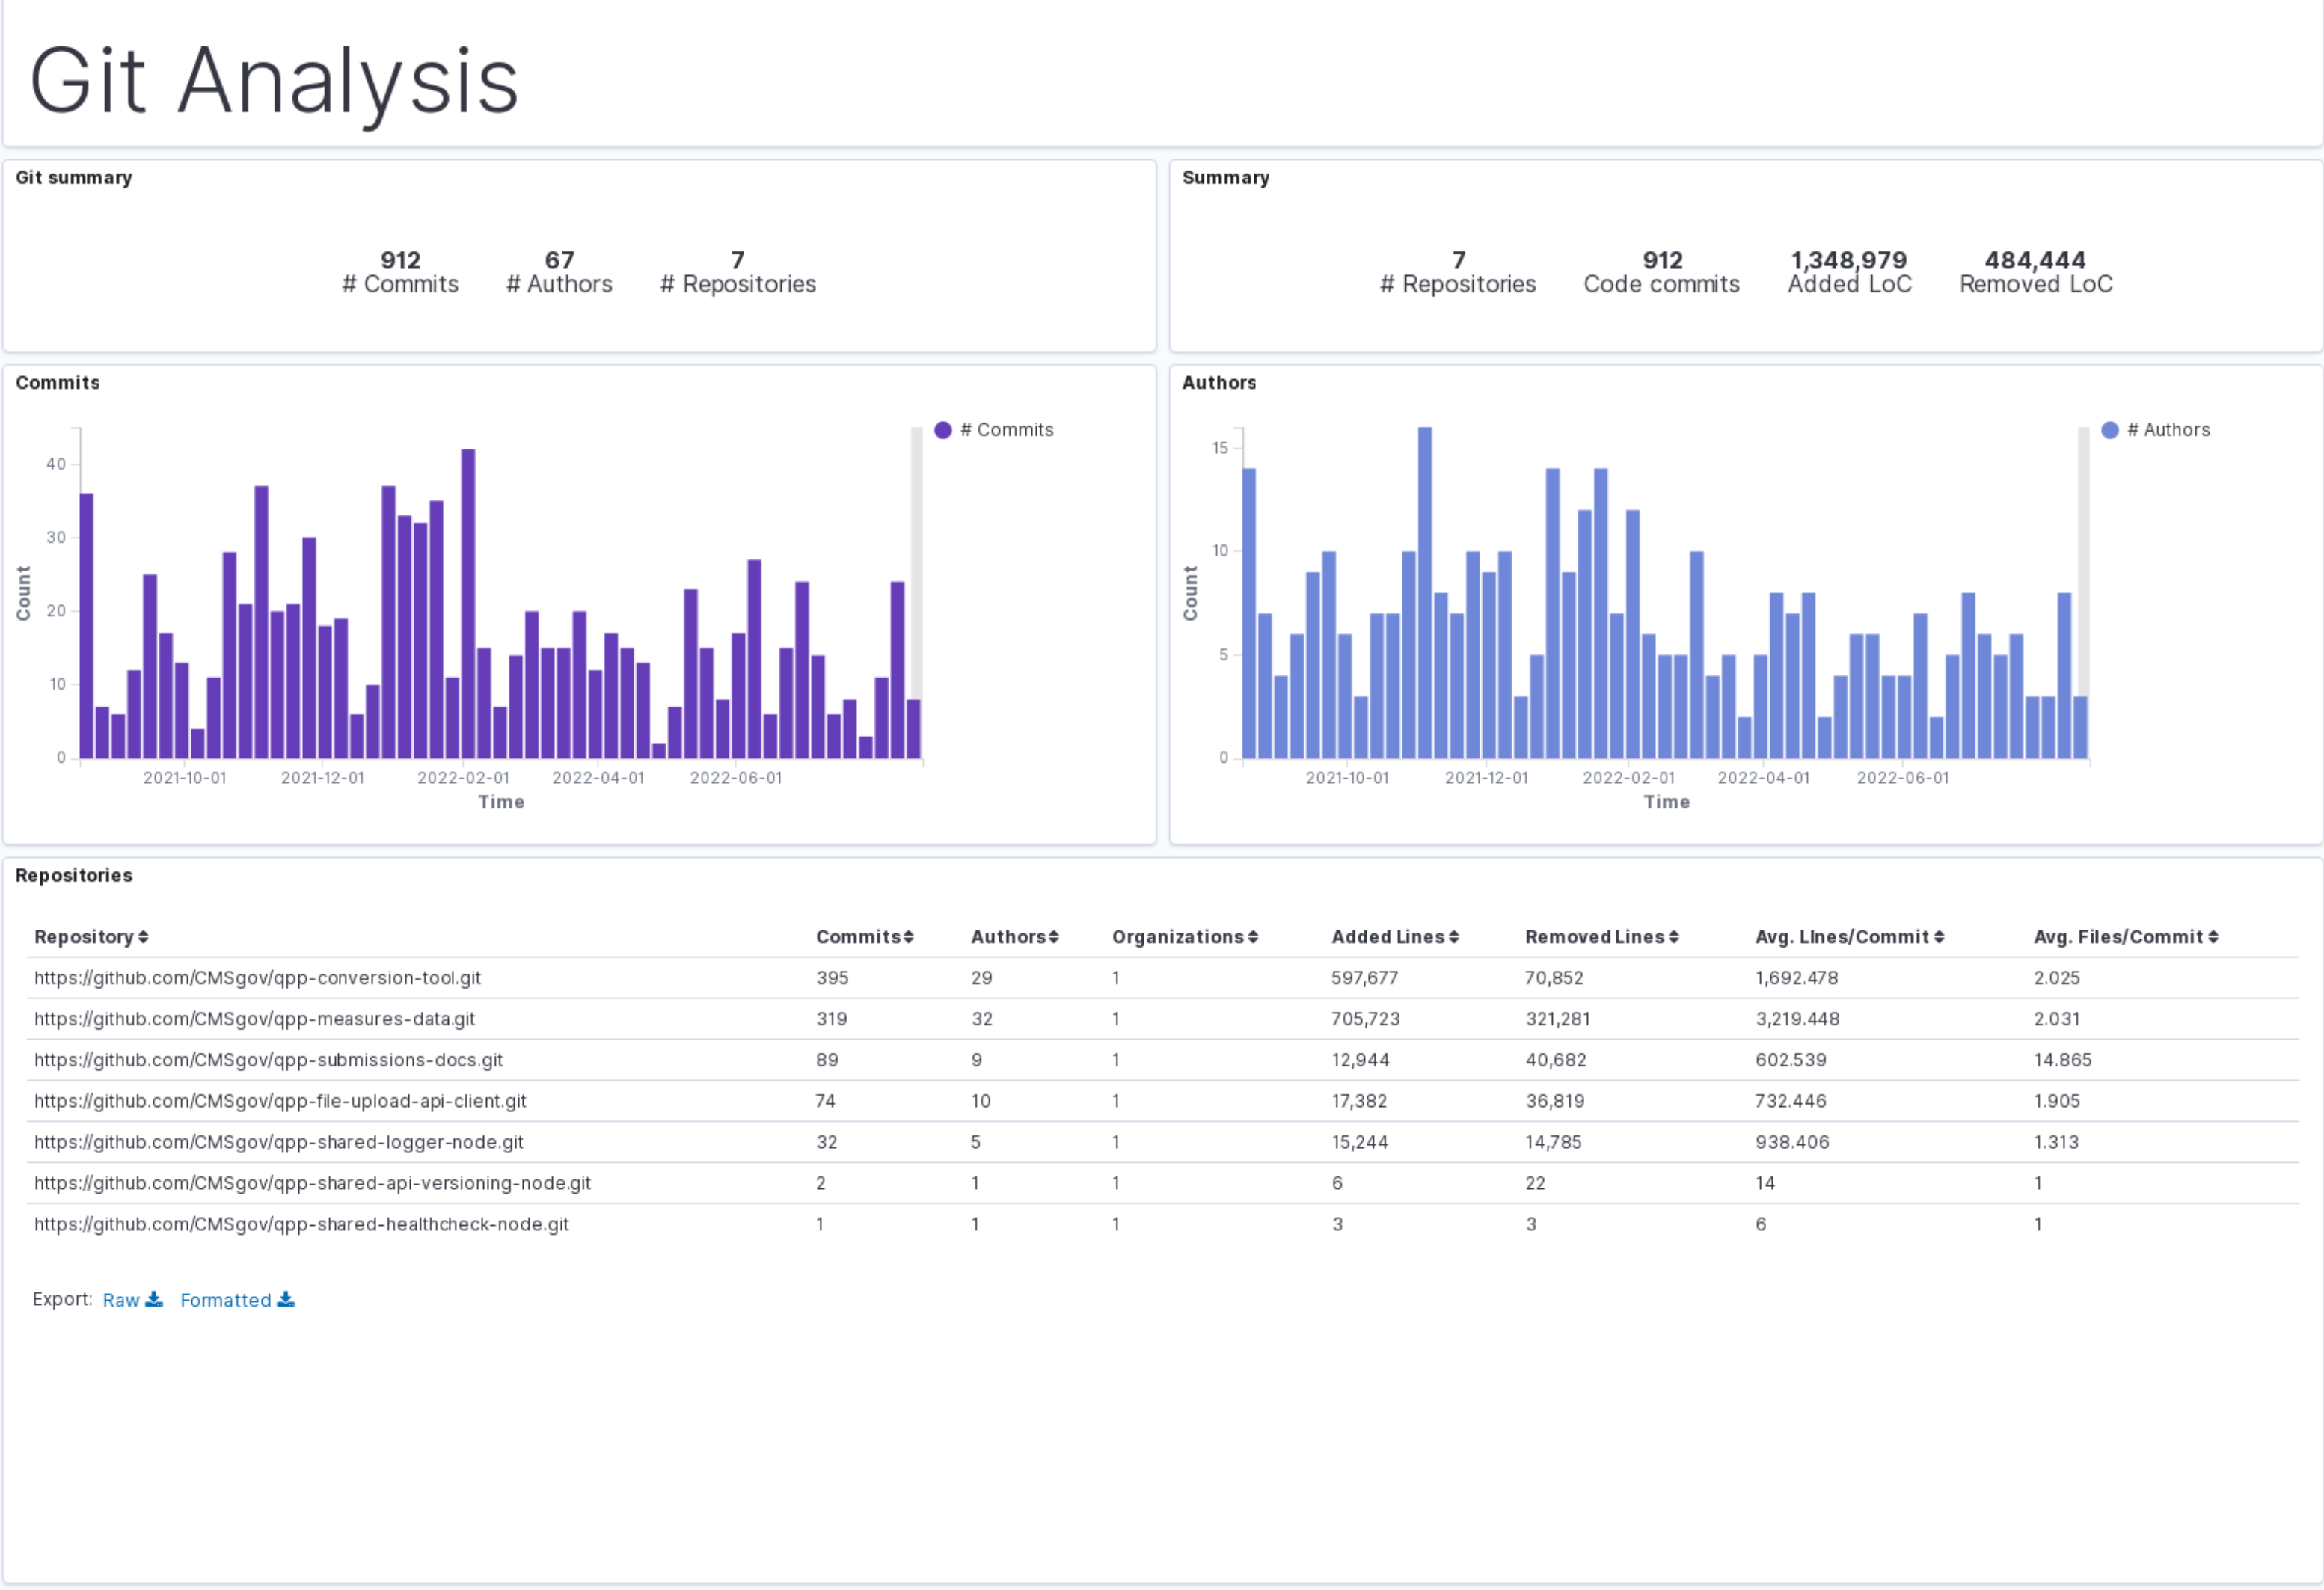 Git Analysis
Git summary
912 67 7
# Commits # Authors # Repositories
Summary
7 912 1,348,979 484,444
# Repositories Code commits Added LoC Removed LoC
Commits
# Commits
40
30
20
10
0
Count
2021-10-01 2021-12-01 2022-02-01 2022-04-01 2022-06-01
Time
Authors
# Authors
15
10
5
0
Count
2021-10-01 2021-12-01 2022-02-01 2022-04-01 2022-06-01
Time
Repositories
Repository Commits Authors Organizations Added Lines Removed Lines Avg. LInes/Commit Avg. Files/Commit
https://github.com/CMSgov/qpp-conversion-tool.git 395 29 1 597,677 70,852 1,692.478 2.025
https://github.com/CMSgov/qpp-measures-data.git 319 32 1 705,723 321,281 3,219.448 2.031
https://github.com/CMSgov/qpp-submissions-docs.git 89 9 1 12,944 40,682 602.539 14.865
https://github.com/CMSgov/qpp-file-upload-api-client.git 74 10 1 17,382 36,819 732.446 1.905
https://github.com/CMSgov/qpp-shared-logger-node.git 32 5 1 15,244 14,785 938.406 1.313
https://github.com/CMSgov/qpp-shared-api-versioning-node.git 2 1 1 6 22 14 1
https://github.com/CMSgov/qpp-shared-healthcheck-node.git 1 1 1 3 3 6 1
Export: Raw Formatted